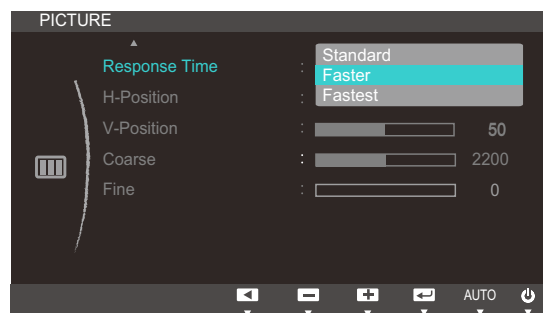 PICTURE
Response Time : Standard
Faster
H-Position : Fastest
V-Position : 50
Coarse : 2200
Fine : 0
AUTO